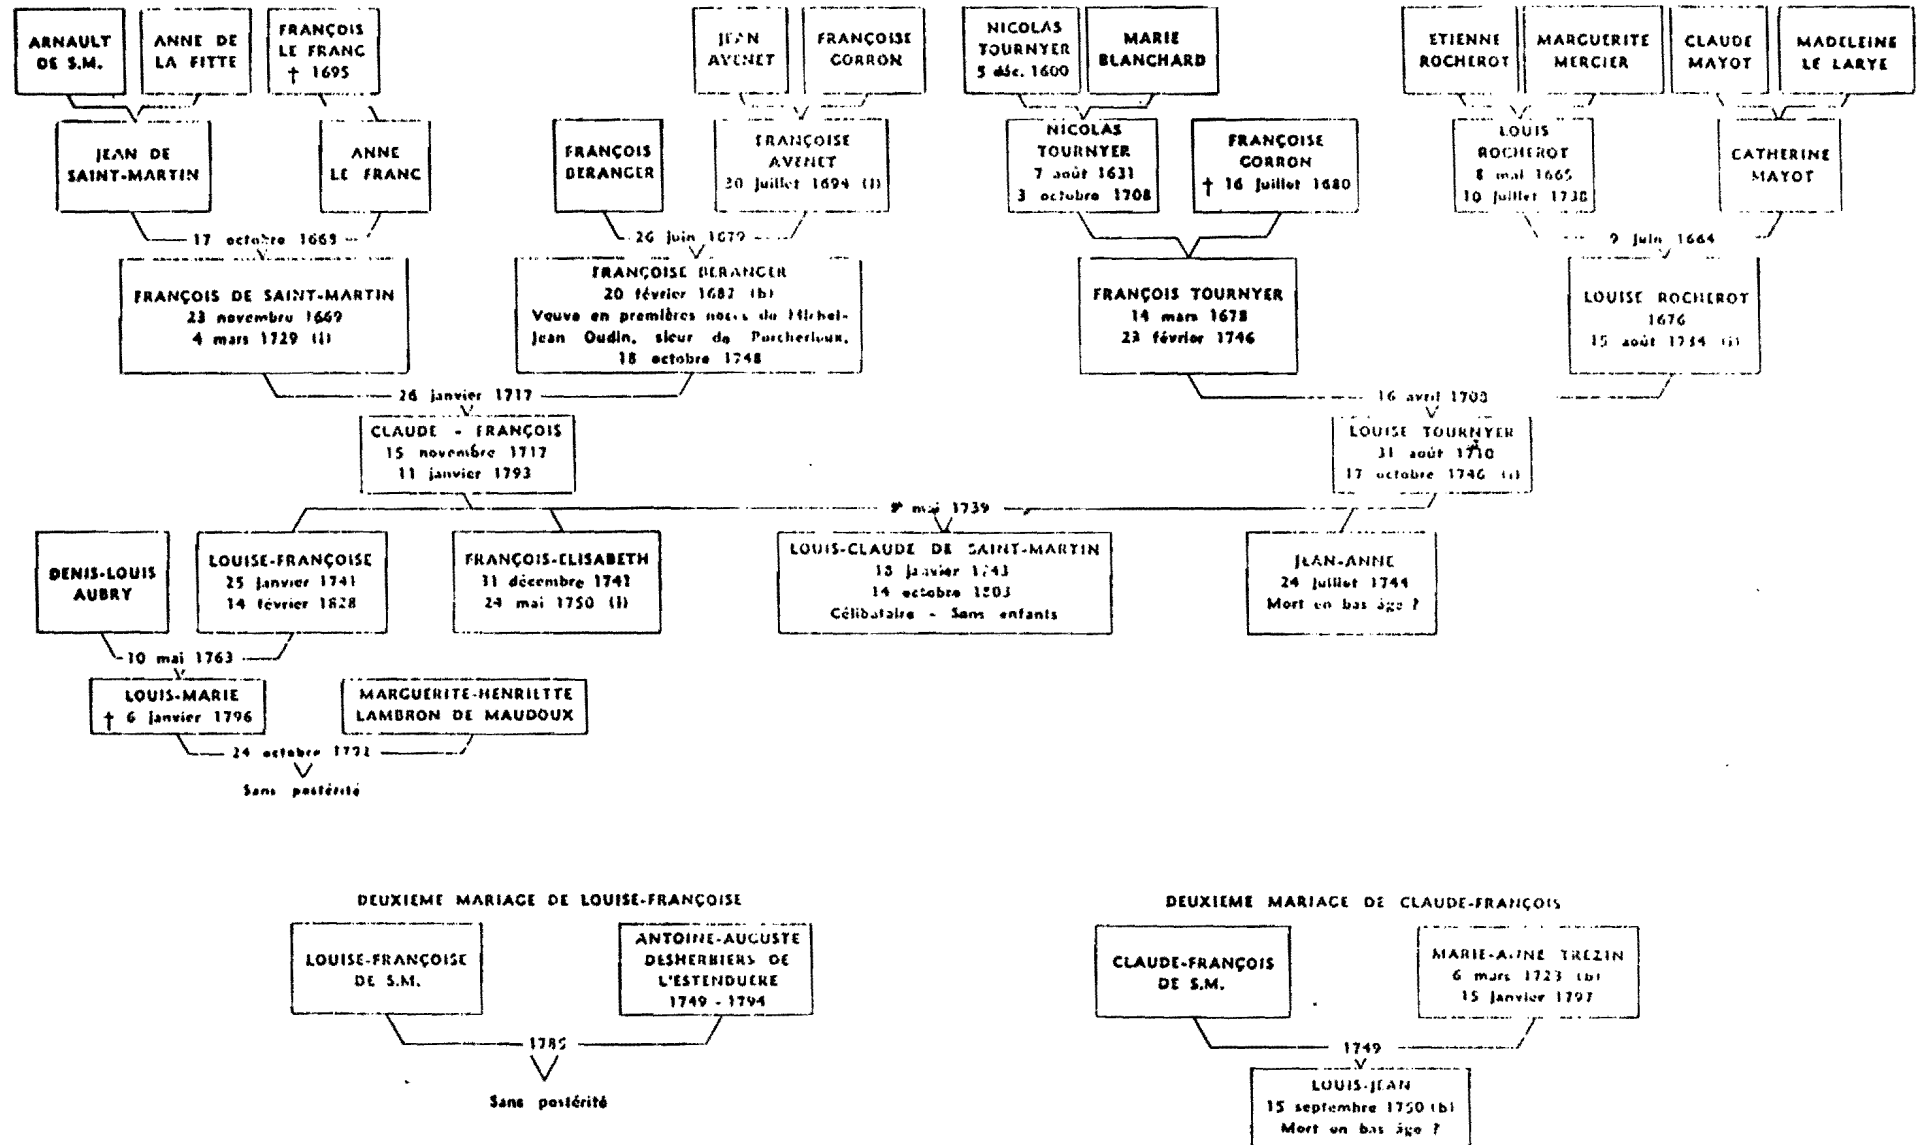 ARNAULT
DE S.M.
ANNE DE
LA FITTE
FRANÇOIS
LE FRANC
† 1695
JEAN
AVENET
FRANÇOISE
GORRON
NICOLAS
TOURNYER
5 déc. 1600
MARIE
BLANCHARD
ETIENNE
ROCHEROT
MARGUERITE
MERCIER
CLAUDE
MAYOT
MADELEINE
LE LARYE
JEAN DE
SAINT-MARTIN
ANNE
LE FRANC
FRANÇOIS
BERANGER
FRANÇOISE
AVENET
30 Juillet 1694 (i)
NICOLAS
TOURNYER
7 août 1631
3 octobre 1708
FRANÇOISE
GORRON
† 16 Juillet 1680
LOUIS
ROCHEROT
8 mai 1665
10 Juillet 1738
CATHERINE
MAYOT
17 octobre 1668
26 Juin 1679
9 Juin 1664
FRANÇOIS DE SAINT-MARTIN
23 novembre 1669
4 mars 1729 (i)
FRANÇOISE BERANGER
20 février 1682 (b)
Veuve en premières noces de Michel-
Jean Oudin, sieur de Porcherioux,
18 octobre 1748
FRANÇOIS TOURNYER
14 mars 1678
23 février 1746
LOUISE ROCHEROT
1676
15 août 1734 (i)
26 janvier 1717
16 avril 1708
CLAUDE - FRANÇOIS
15 novembre 1717
11 janvier 1793
LOUISE TOURNYER
31 août 1710
17 octobre 1746 (i)
mai 1739
DENIS-LOUIS
AUBRY
LOUISE-FRANÇOISE
25 janvier 1741
14 février 1828
FRANÇOIS-ELISABETH
31 décembre 1741
24 mai 1750 (i)
LOUIS-CLAUDE DE SAINT-MARTIN
18 janvier 1743
14 octobre 1803
Célibataire - Sans enfants
JEAN-ANNE
24 Juillet 1744
Mort en bas âge ?
10 mai 1763
LOUIS-MARIE
† 6 janvier 1796
MARGUERITE-HENRIETTE
LAMBRON DE MAUDOUX
24 octobre 1792
Sans postérité
DEUXIEME MARIAGE DE LOUISE-FRANÇOISE
LOUISE-FRANÇOISE
DE S.M.
ANTOINE-AUGUSTE
DESHERBIERS DE
L'ESTENDUERE
1749 - 1794
1785
Sans postérité
DEUXIEME MARIAGE DE CLAUDE-FRANÇOIS
CLAUDE-FRANÇOIS
DE S.M.
MARIE-ANNE TREZIN
6 mars 1723 (b)
15 Janvier 1797
1749
LOUIS-JEAN
15 septembre 1750 (b)
Mort en bas âge ?